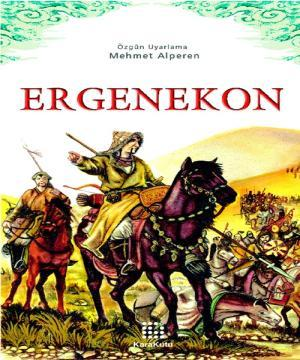 Özgün Uyarlama
Mehmet Alperen
ERGENEKON
KaraKutu